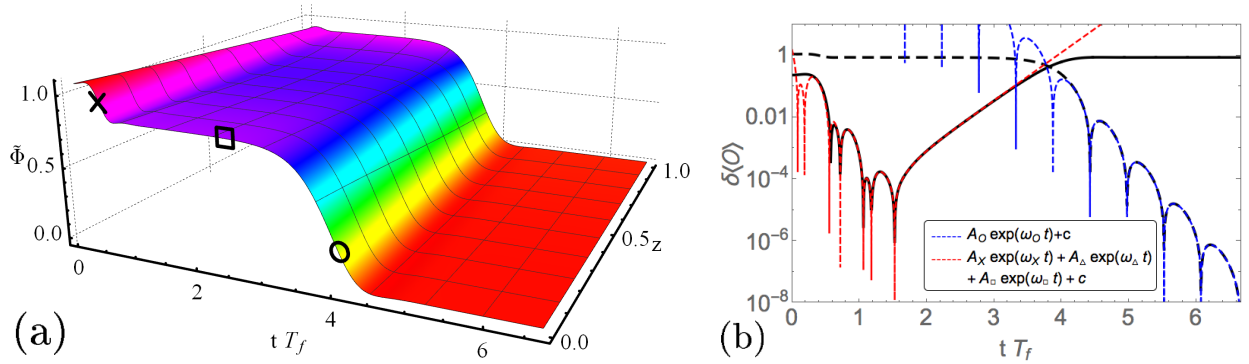 1.0
Φ̃
0.5
0.0
0
2
4
6
t T_f
0.0
0.5
z
1.0
(a)
δ⟨O⟩
1
0.01
10^-4
10^-6
10^-8
0
1
2
3
4
5
6
t T_f
A_O exp(ω_O t)+c
A_X exp(ω_X t) + A_△ exp(ω_△ t)
+ A_□ exp(ω_□ t) + c
(b)